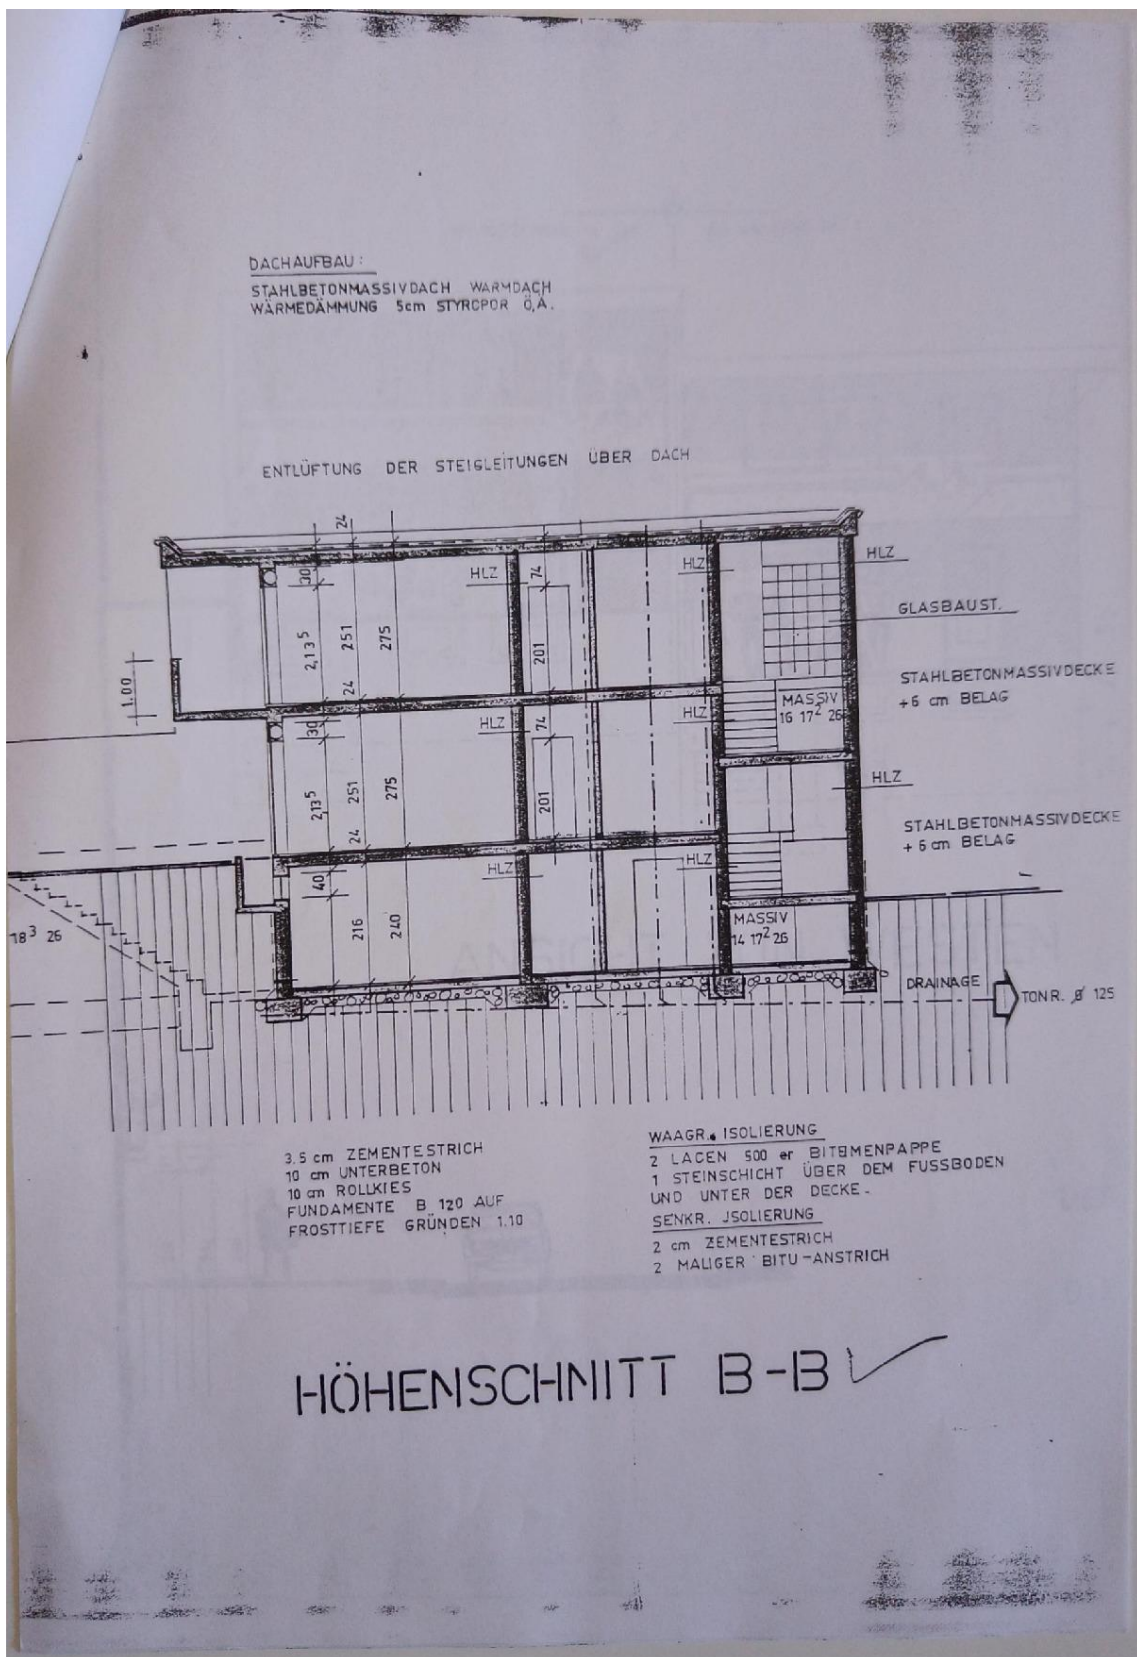 DACHAUFBAU :
STAHLBETONMASSIVDACH WARMDACH
WÄRMEDÄMMUNG 5cm STYROPOR O,Ä.
ENTLÜFTUNG DER STEIGLEITUNGEN ÜBER DACH
24
30
2,13⁵
251
24
275
HLZ
74
201
HLZ
HLZ
GLASBAUST.
1.00
STAHLBETONMASSIVDECKE
+6 cm BELAG
MASSIV
16 17² 26
30
2,13⁵
251
24
275
HLZ
74
201
HLZ
HLZ
STAHLBETONMASSIVDECKE
+ 6 cm BELAG
40
216
240
HLZ
HLZ
MASSIV
14 17² 26
18³ 26
DRAINAGE
TONR. ø 125
3.5 cm ZEMENTESTRICH
10 cm UNTERBETON
10 cm ROLLKIES
FUNDAMENTE B 120 AUF
FROSTTIEFE GRÜNDEN 1.10
WAAGR. ISOLIERUNG
2 LAGEN 500 er BITUMENPAPPE
1 STEINSCHICHT ÜBER DEM FUSSBODEN
UND UNTER DER DECKE.
SENKR. ISOLIERUNG
2 cm ZEMENTESTRICH
2 MALIGER BITU-ANSTRICH
HÖHENSCHNITT B-B